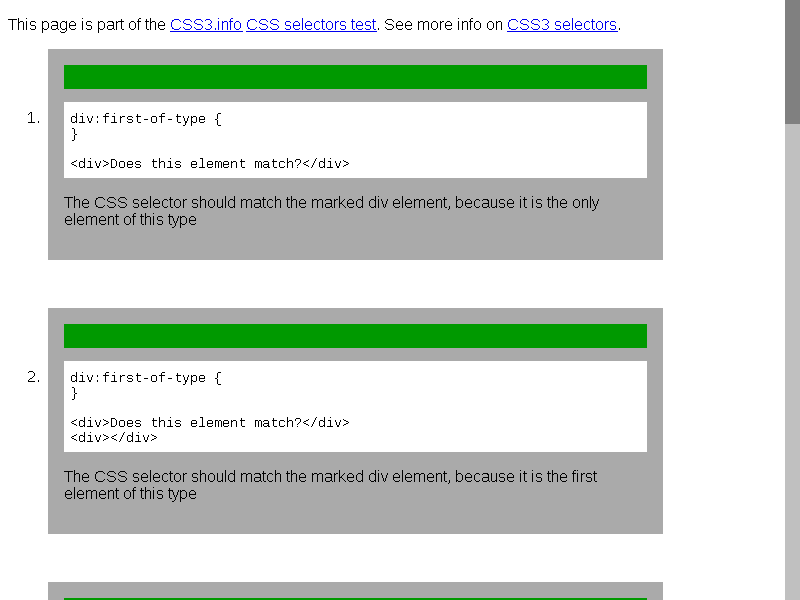 This page is part of the CSS3.info CSS selectors test. See more info on CSS3 selectors.
1.
div:first-of-type {
}
<div>Does this element match?</div>
The CSS selector should match the marked div element, because it is the only
element of this type
2.
div:first-of-type {
}
<div>Does this element match?</div>
<div></div>
The CSS selector should match the marked div element, because it is the first
element of this type